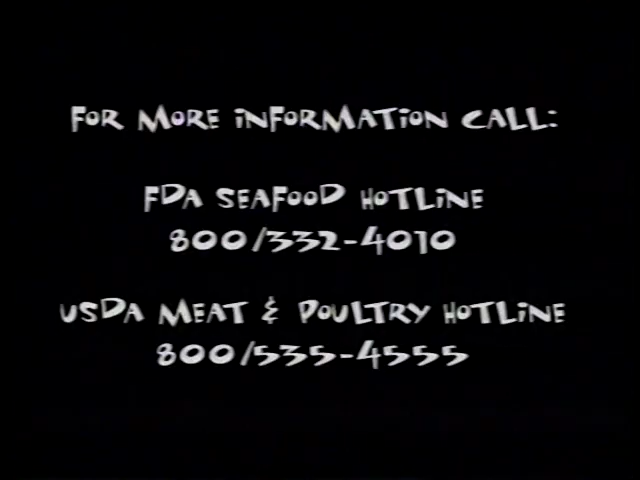 FOR MORE iNFORMATiON CALL:
FDA SEAFOOD HOTLiNE
800/332-4010
USDA MEAT & POULTRY HOTLiNE
800/535-4555